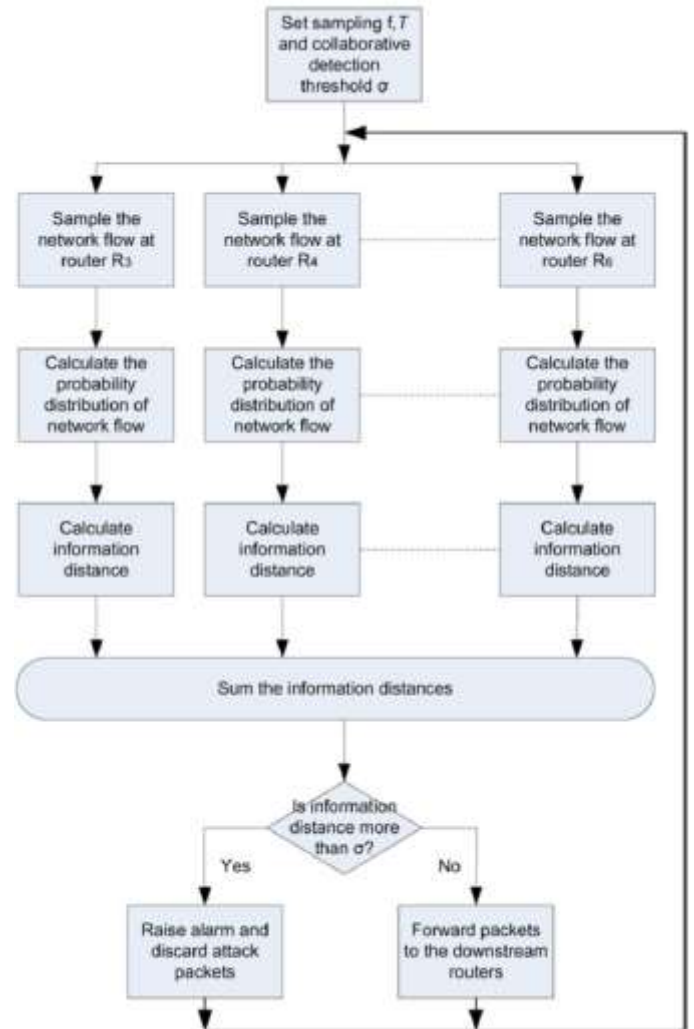 Set sampling f,T
and collaborative
detection
threshold σ
Sample the
network flow at
router R3
Sample the
network flow at
router R4
Sample the
network flow at
router R6
Calculate the
probability
distribution of
network flow
Calculate the
probability
distribution of
network flow
Calculate the
probability
distribution of
network flow
Calculate
information
distance
Calculate
information
distance
Calculate
information
distance
Sum the information distances
Is information
distance more
than σ?
Yes
No
Raise alarm and
discard attack
packets
Forward packets
to the downstream
routers